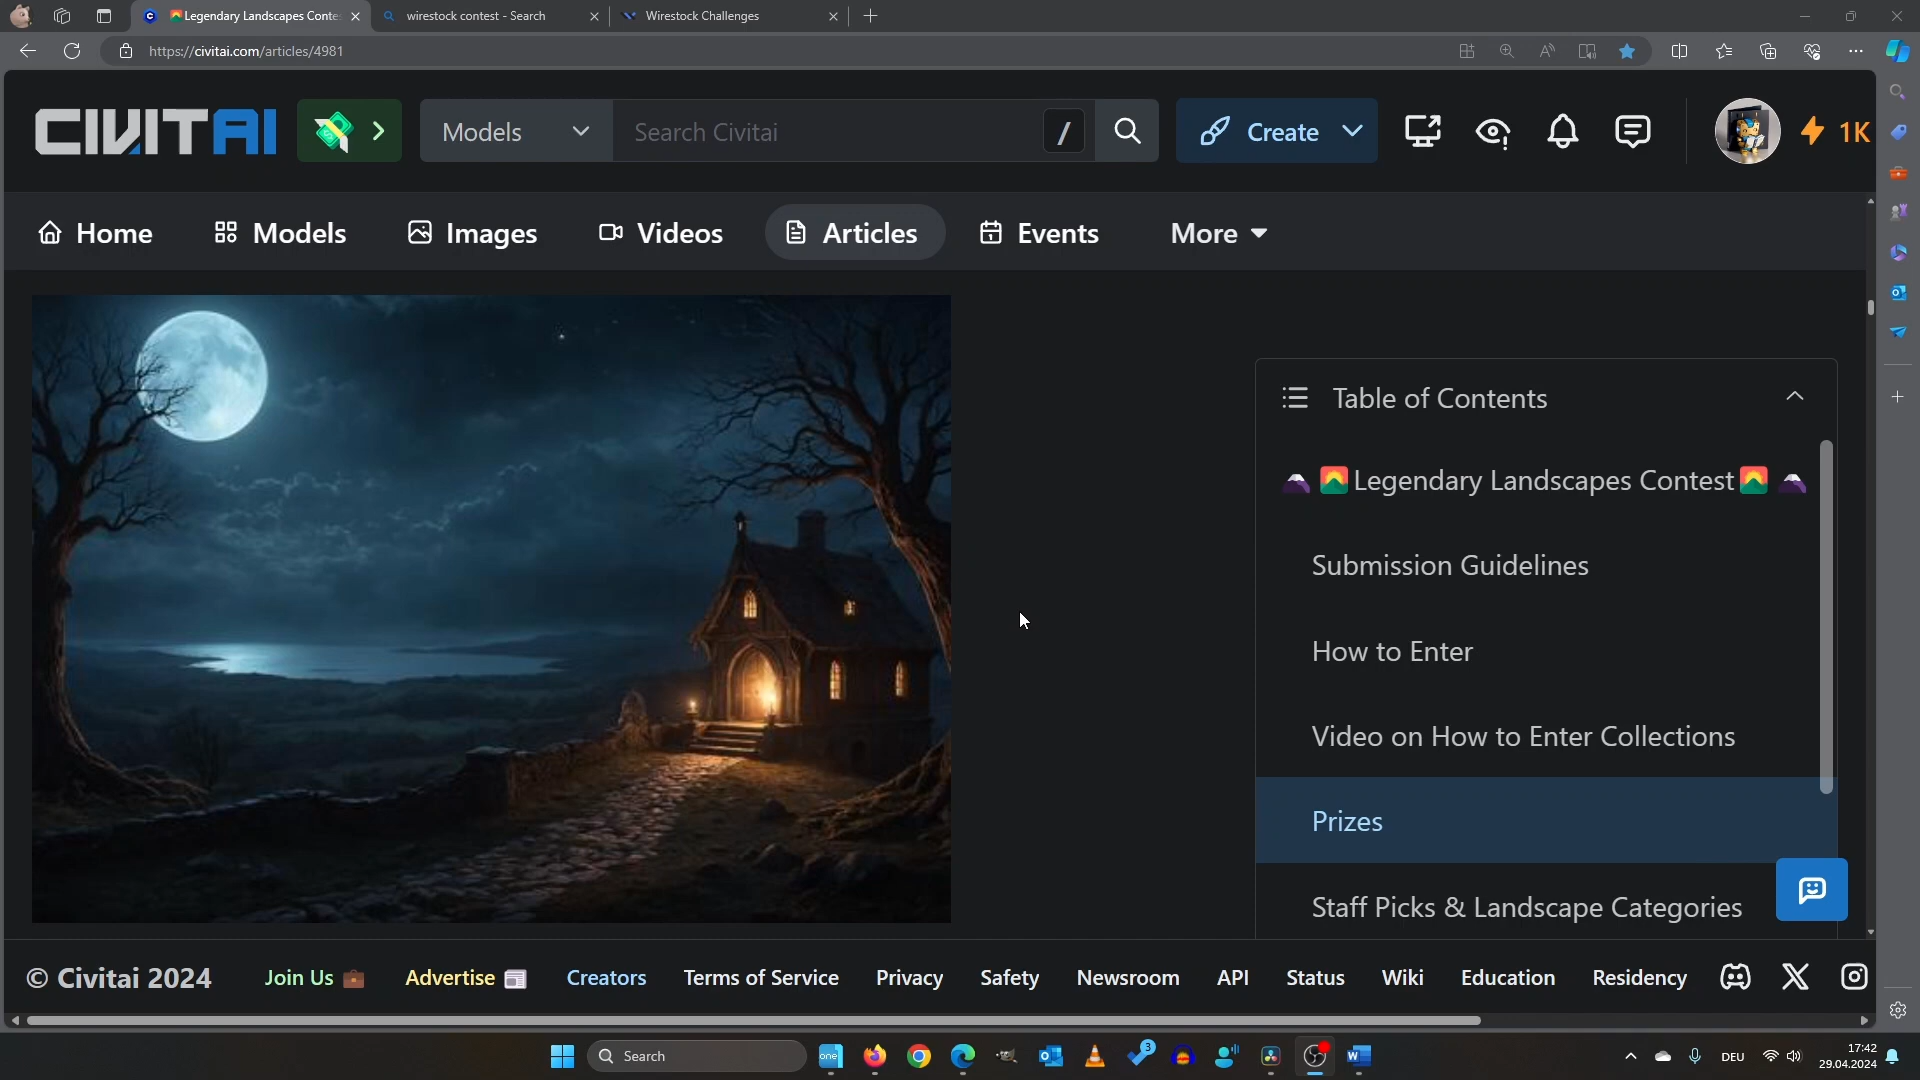 Legendary Landscapes Conte
wirestock contest - Search
Wirestock Challenges
https://civitai.com/articles/4981
CIVITAI
Models
Search Civitai
/
Create
1K
Home
Models
Images
Videos
Articles
Events
More
Table of Contents
Legendary Landscapes Contest
Submission Guidelines
How to Enter
Video on How to Enter Collections
Prizes
Staff Picks & Landscape Categories
© Civitai 2024
Join Us
Advertise
Creators
Terms of Service
Privacy
Safety
Newsroom
API
Status
Wiki
Education
Residency
Search
one
3
DEU
17:42
29.04.2024